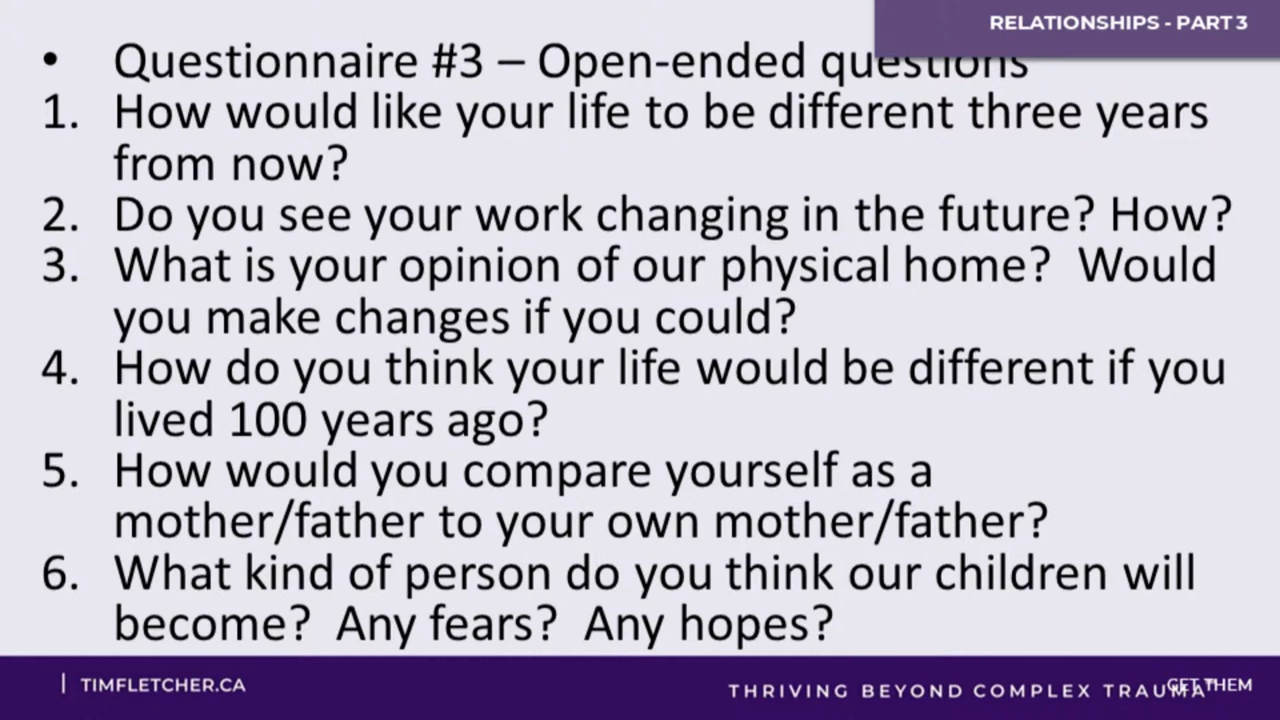 RELATIONSHIPS - PART 3
• Questionnaire #3 – Open-ended questions
1. How would like your life to be different three years
from now?
2. Do you see your work changing in the future? How?
3. What is your opinion of our physical home?  Would
you make changes if you could?
4. How do you think your life would be different if you
lived 100 years ago?
5. How would you compare yourself as a
mother/father to your own mother/father?
6. What kind of person do you think our children will
become?  Any fears?  Any hopes?
| TIMFLETCHER.CA
THRIVING BEYOND COMPLEX TRAUMA
GET THEM